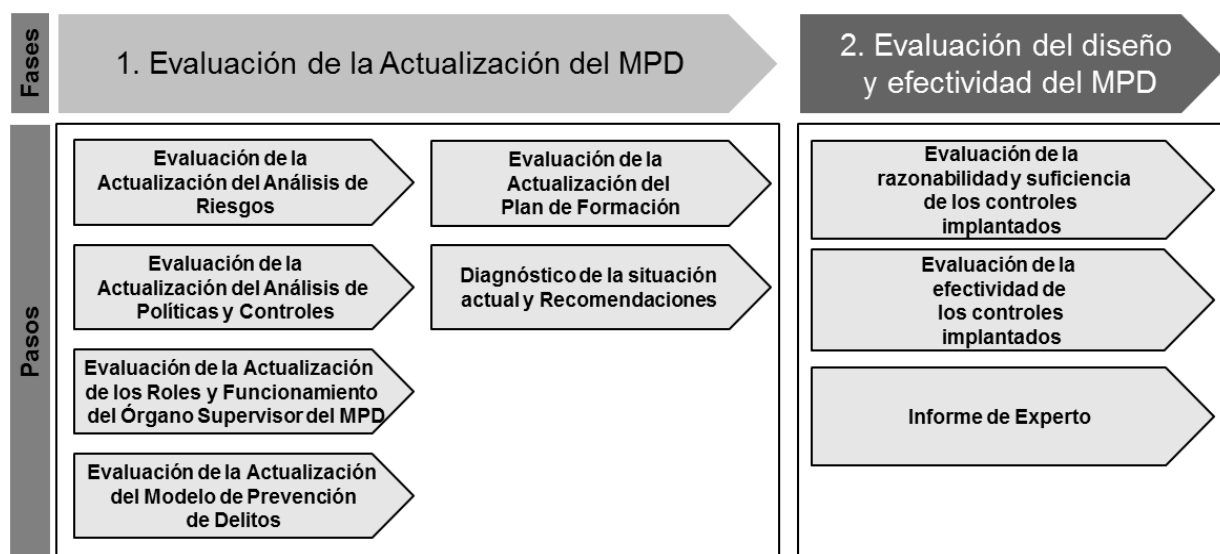 Fases
1. Evaluación de la Actualización del MPD
2. Evaluación del diseño
y efectividad del MPD
Pasos
Evaluación de la
Actualización del Análisis de
Riesgos
Evaluación de la
Actualización del Análisis de
Políticas y Controles
Evaluación de la Actualización
de los Roles y Funcionamiento
del Órgano Supervisor del MPD
Evaluación de la Actualización
del Modelo de Prevención
de Delitos
Evaluación de la
Actualización del
Plan de Formación
Diagnóstico de la situación
actual y Recomendaciones
Evaluación de la
razonabilidad y suficiencia
de los controles
implantados
Evaluación de la
efectividad de
los controles
implantados
Informe de Experto